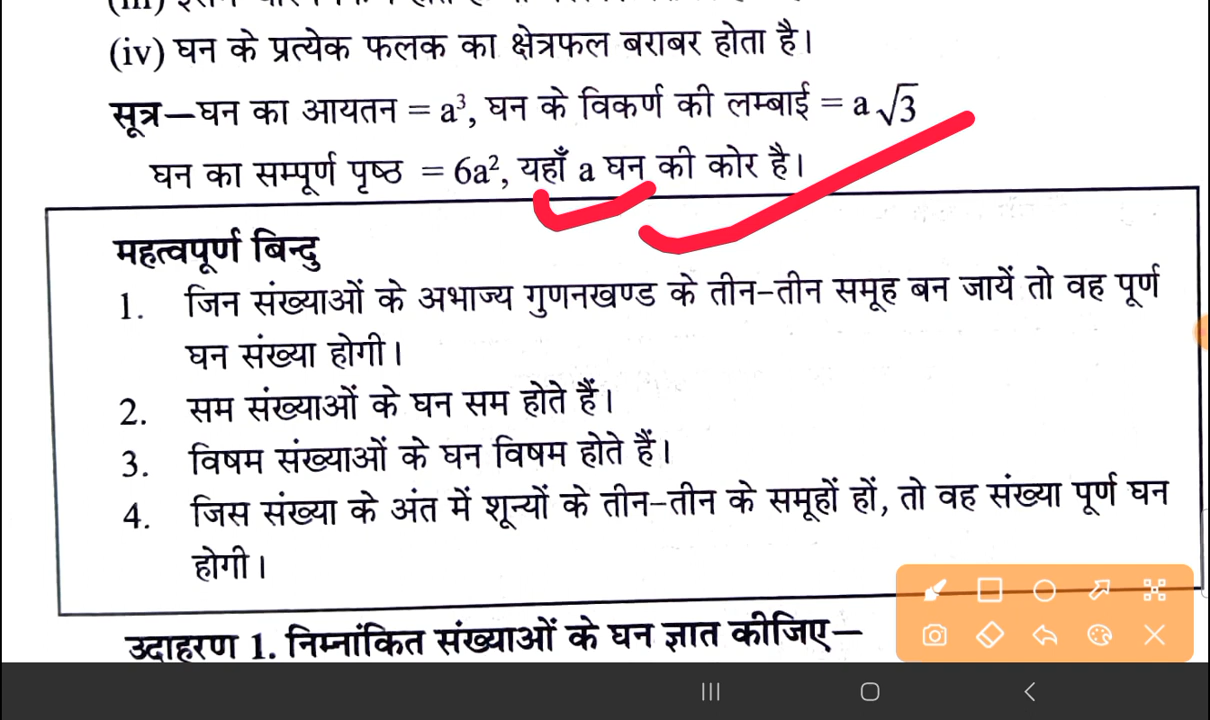 (iv) घन के प्रत्येक फलक का क्षेत्रफल बराबर होता है।
सूत्र—घन का आयतन = a³, घन के विकर्ण की लम्बाई = a √3
घन का सम्पूर्ण पृष्ठ = 6a², यहाँ a घन की कोर है।
महत्वपूर्ण बिन्दु
1. जिन संख्याओं के अभाज्य गुणनखण्ड के तीन-तीन समूह बन जायें तो वह पूर्ण
घन संख्या होगी।
2. सम संख्याओं के घन सम होते हैं।
3. विषम संख्याओं के घन विषम होते हैं।
4. जिस संख्या के अंत में शून्यों के तीन-तीन के समूहों हों, तो वह संख्या पूर्ण घन
होगी।
उदाहरण 1. निम्नांकित संख्याओं के घन ज्ञात कीजिए—